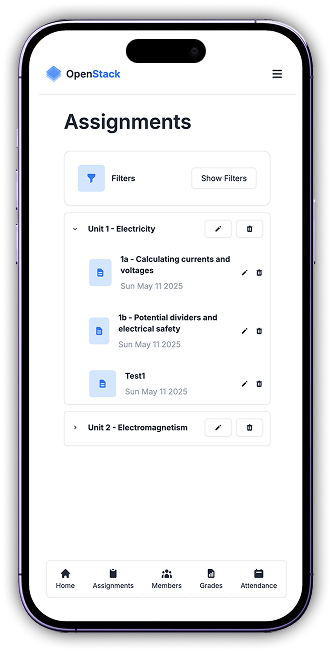 OpenStack
Assignments
Filters
Show Filters
Unit 1 - Electricity
1a - Calculating currents and
voltages
Sun May 11 2025
1b - Potential dividers and
electrical safety
Sun May 11 2025
Test1
Sun May 11 2025
Unit 2 - Electromagnetism
Home
Assignments
Members
Grades
Attendance